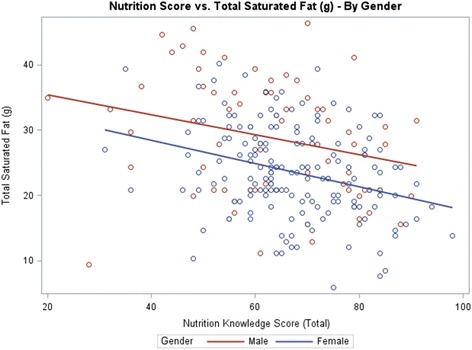 Nutrition Score vs. Total Saturated Fat (g) - By Gender
Total Saturated Fat (g)
40
30
20
10
20 40 60 80 100
Nutrition Knowledge Score (Total)
Gender Male Female